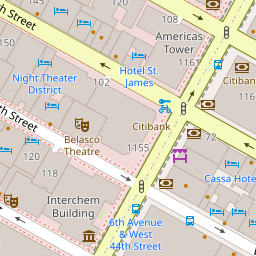 Street
108
Americas
Tower
150
1161
Hotel St.
James
Night Theater
District
102
Citibank
h Street
Citibank
72
Belasco
Theatre
1155
120
118
Cassa Hote
Interchem
Building
6th Avenue
& West
44th Street